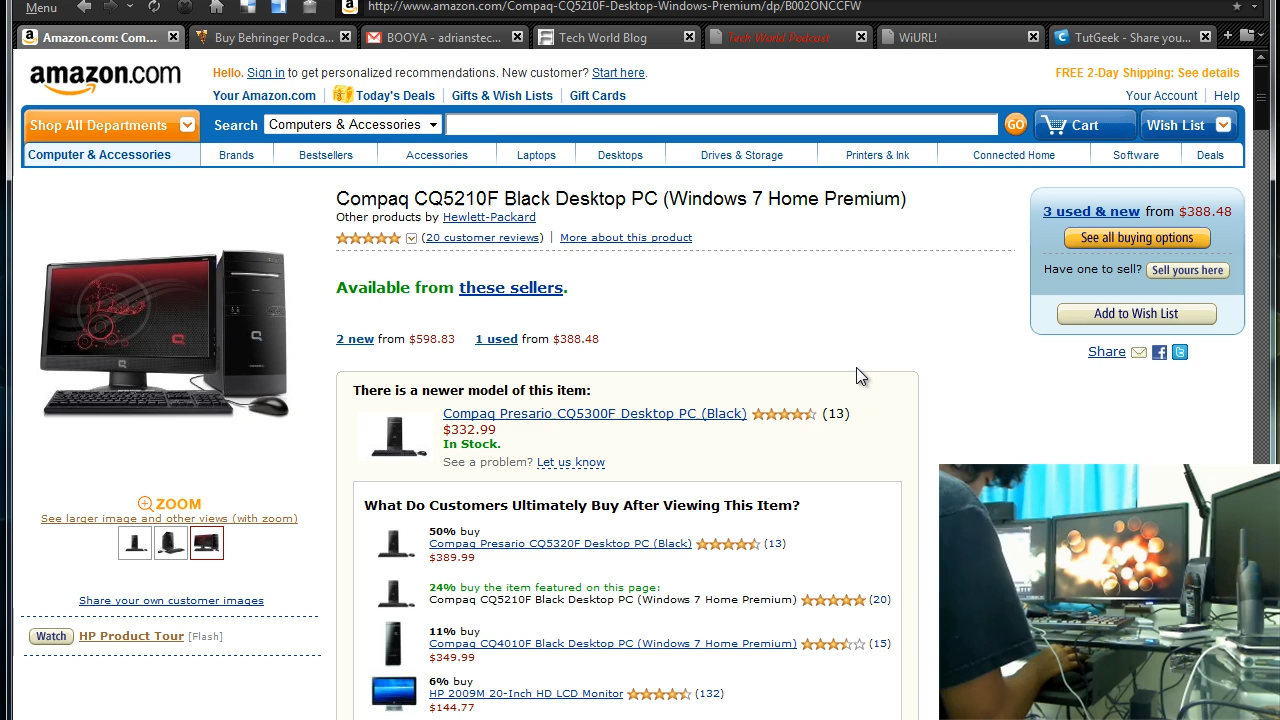 Menu http://www.amazon.com/Compaq-CQ5210F-Desktop-Windows-Premium/dp/B002ONCCFW
Amazon.com: Com... Buy Behringer Podca... BOOYA - adrianstec... Tech World Blog Tech World Podcast WiURL! TutGeek - Share you...
amazon.com Hello. Sign in to get personalized recommendations. New customer? Start here. FREE 2-Day Shipping: See details
Your Amazon.com Today's Deals Gifts & Wish Lists Gift Cards Your Account Help
Shop All Departments Search Computers & Accessories GO Cart Wish List
Computer & Accessories Brands Bestsellers Accessories Laptops Desktops Drives & Storage Printers & Ink Connected Home Software Deals
Compaq CQ5210F Black Desktop PC (Windows 7 Home Premium)
Other products by Hewlett-Packard
(20 customer reviews) | More about this product
3 used & new from $388.48
See all buying options
Have one to sell? Sell yours here
Add to Wish List
Share
Available from these sellers.
2 new from $598.83 1 used from $388.48
There is a newer model of this item:
Compaq Presario CQ5300F Desktop PC (Black) (13)
$332.99
In Stock.
See a problem? Let us know
What Do Customers Ultimately Buy After Viewing This Item?
50% buy
Compaq Presario CQ5320F Desktop PC (Black) (13)
$389.99
24% buy the item featured on this page:
Compaq CQ5210F Black Desktop PC (Windows 7 Home Premium) (20)
11% buy
Compaq CQ4010F Black Desktop PC (Windows 7 Home Premium) (15)
$349.99
6% buy
HP 2009M 20-Inch HD LCD Monitor (132)
$144.77
ZOOM
See larger image and other views (with zoom)
Share your own customer images
Watch HP Product Tour [Flash]